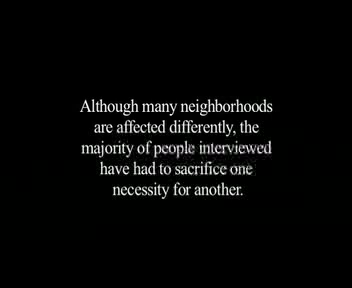 Although many neighborhoods
are affected differently, the
majority of people interviewed
have had to sacrifice one
necessity for another.